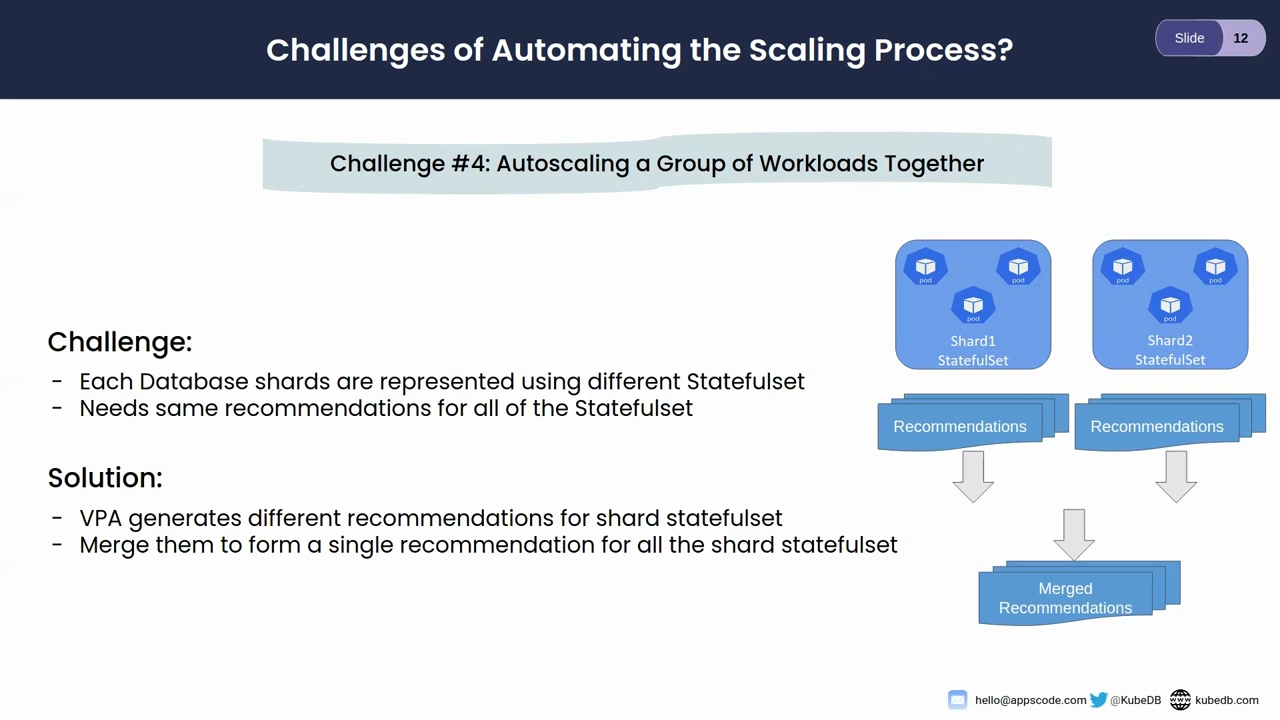 Challenges of Automating the Scaling Process?
Slide 12
Challenge #4: Autoscaling a Group of Workloads Together
Challenge:
- Each Database shards are represented using different Statefulset
- Needs same recommendations for all of the Statefulset
Solution:
- VPA generates different recommendations for shard statefulset
- Merge them to form a single recommendation for all the shard statefulset
pod
pod
pod
Shard1
StatefulSet
pod
pod
pod
Shard2
StatefulSet
Recommendations
Recommendations
Merged
Recommendations
hello@appscode.com @KubeDB kubedb.com